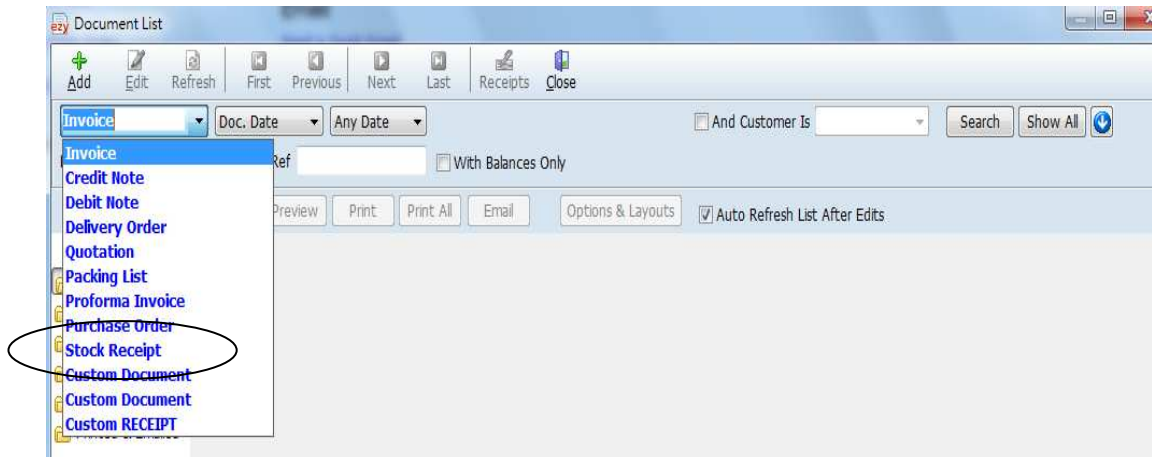 ezy Document List
Add Edit Refresh First Previous Next Last Receipts Close
Invoice Doc. Date Any Date And Customer Is Search Show All
Ref With Balances Only
Preview Print Print All Email Options & Layouts Auto Refresh List After Edits
Invoice
Credit Note
Debit Note
Delivery Order
Quotation
Packing List
Proforma Invoice
Purchase Order
Stock Receipt
Custom Document
Custom Document
Custom RECEIPT